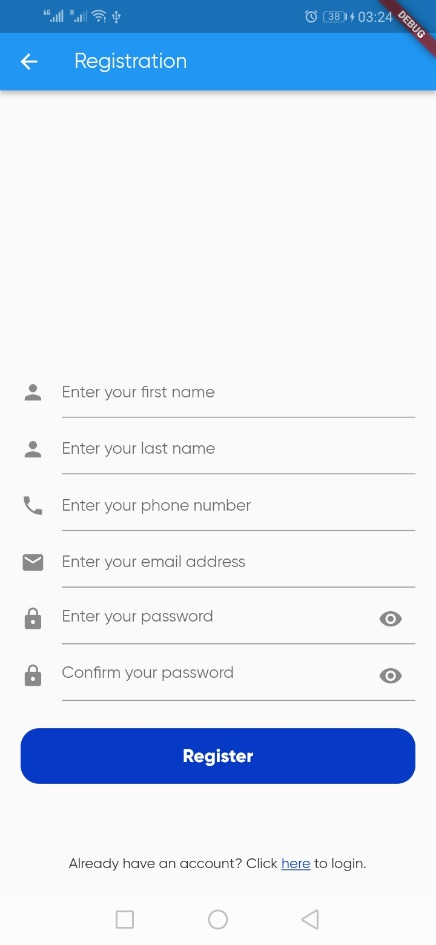 4G 38 03:24
DEBUG
Registration
Enter your first name
Enter your last name
Enter your phone number
Enter your email address
Enter your password
Confirm your password
Register
Already have an account? Click here to login.